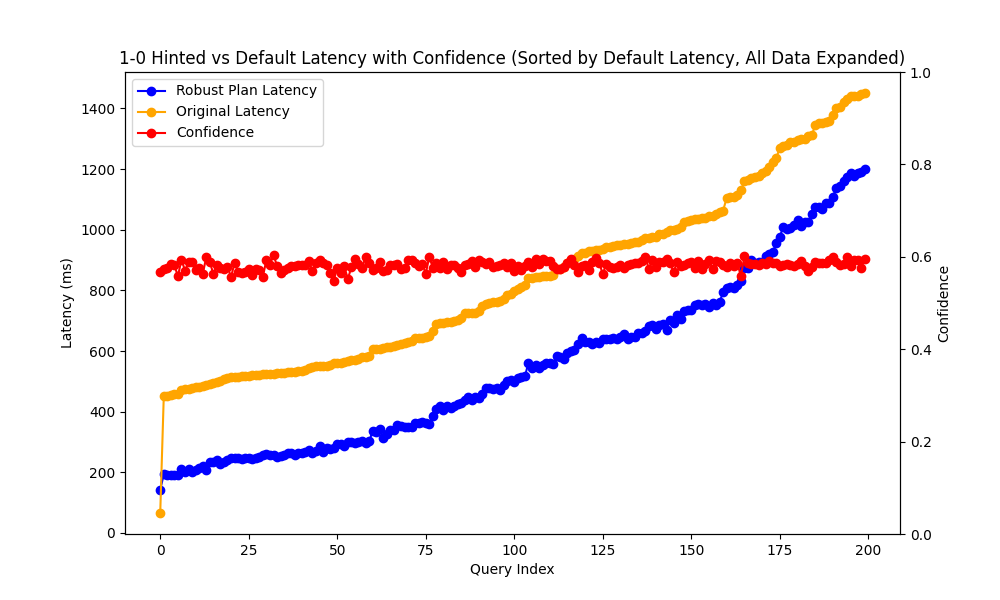 1-0 Hinted vs Default Latency with Confidence (Sorted by Default Latency, All Data Expanded)
Robust Plan Latency
Original Latency
Confidence
1400
1200
1000
800
600
400
200
0
Latency (ms)
1.0
0.8
0.6
0.4
0.2
0.0
Confidence
0 25 50 75 100 125 150 175 200
Query Index